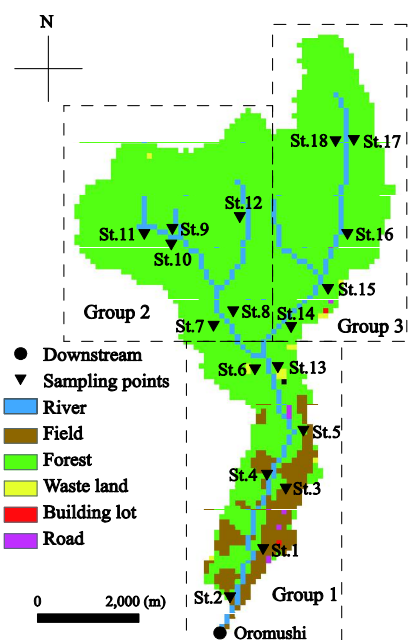 N
St.18 St.17
St.12
St.9
St.11
St.16
St.10
St.15
St.8
St.14
Group 2
St.7
Group 3
Downstream
St.13
St.6
Sampling points
River
Field
St.5
Forest
St.4
Waste land
St.3
Building lot
Road
St.1
Group 1
St.2
0 2,000 (m)
Oromushi